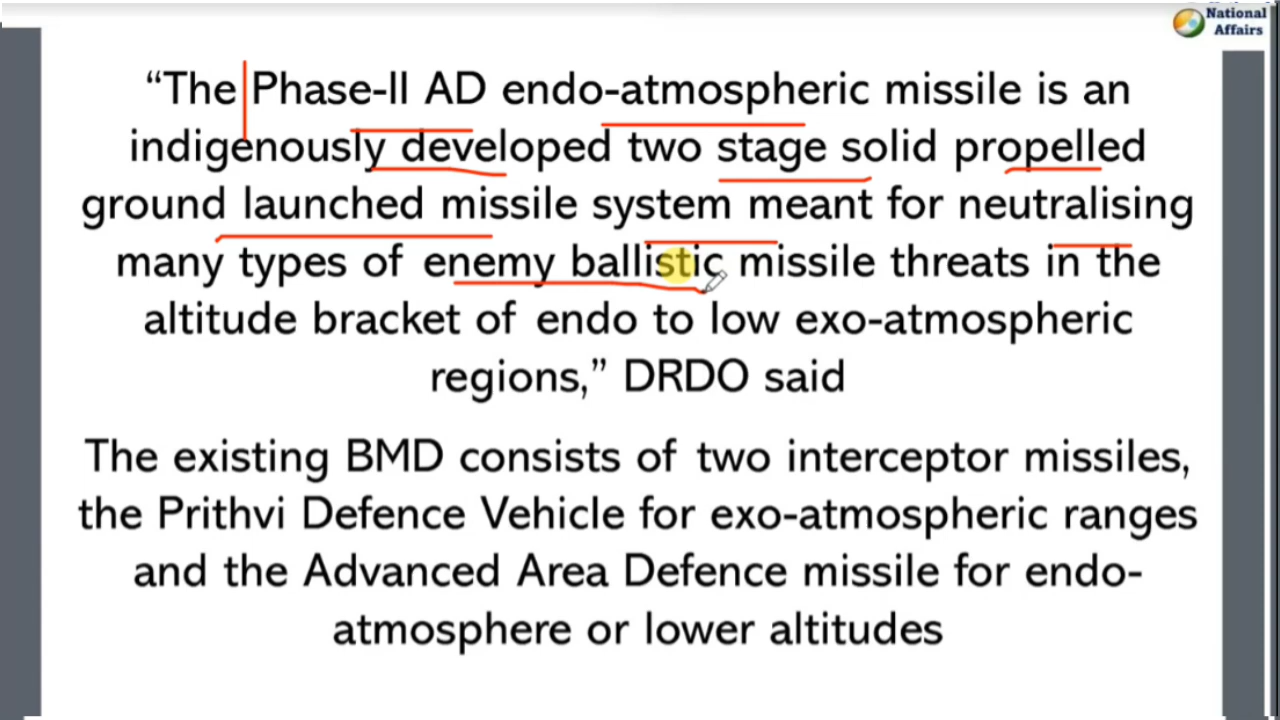 National
Affairs
“The Phase-II AD endo-atmospheric missile is an
indigenously developed two stage solid propelled
ground launched missile system meant for neutralising
many types of enemy ballistic missile threats in the
altitude bracket of endo to low exo-atmospheric
regions,” DRDO said
The existing BMD consists of two interceptor missiles,
the Prithvi Defence Vehicle for exo-atmospheric ranges
and the Advanced Area Defence missile for endo-
atmosphere or lower altitudes